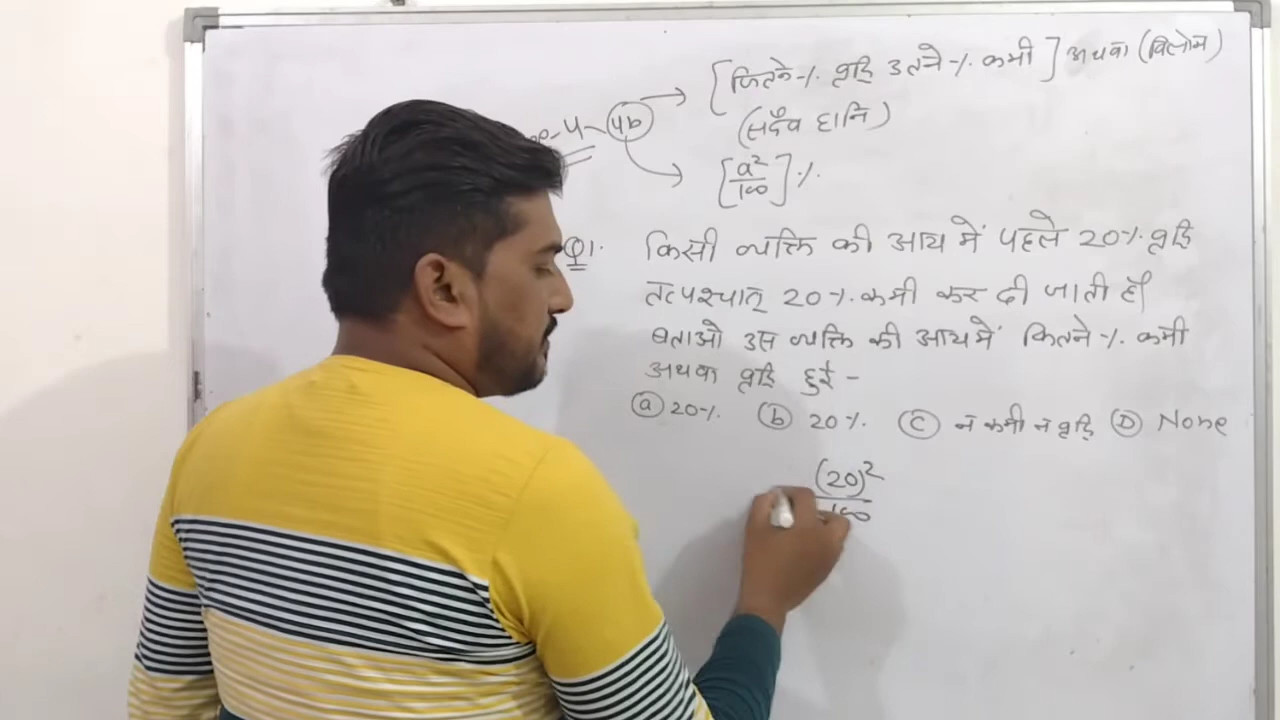 [जितने-% वृद्धि उतने-% कमी] अथवा (विलोम)
-4 - 4b
(सदैव हानि)
[a²/100]%
Q1. किसी व्यक्ति की आय में पहले 20% वृद्धि
तत्पश्चात् 20% कमी कर दी जाती है।
बताओ उस व्यक्ति की आय में कितने-% कमी
अथवा वृद्धि हुई -
(a) 20% (b) 20% (C) न कमी न वृद्धि (D) None
(20)²
100